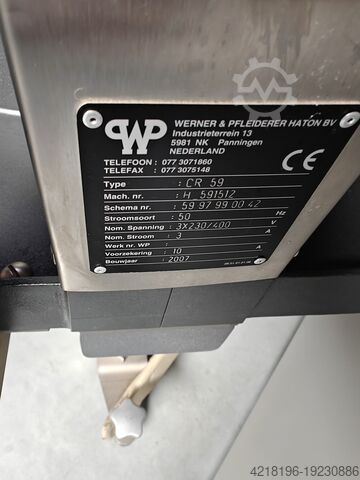 WP
WERNER & PFLEIDERER HATON BV
Industrieterrein 13
5981 NK Panningen
NEDERLAND
TELEFOON : 077 3071860
TELEFAX : 077 3075148
CE
Type : CR 59
Mach. nr. : H 591512
Schema nr. : 59 97 99 00 42
Stroomsoort : 50 Hz
Nom. Spanning : 3X230/400 V
Nom. Stroom : 3 A
Werk nr. WP :
Voorzekering : 10 A
Bouwjaar : 2007
4218196-19230886